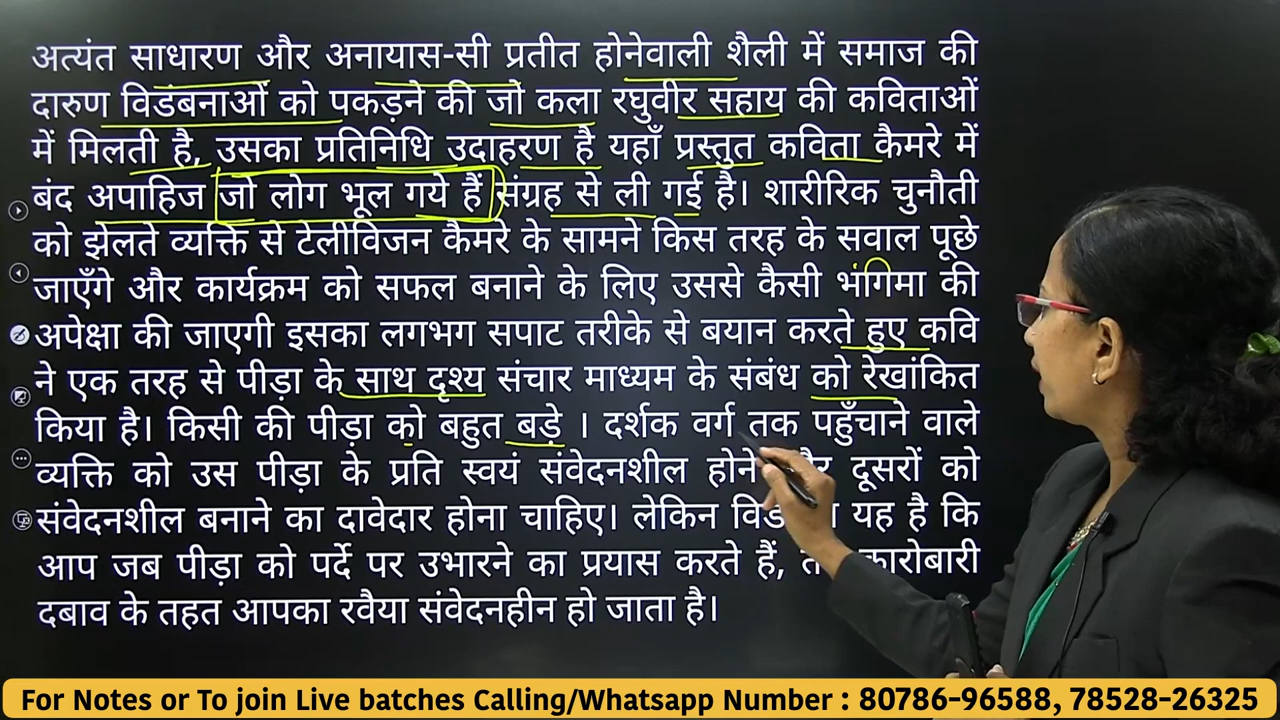 अत्यंत साधारण और अनायास-सी प्रतीत होनेवाली शैली में समाज की
दारुण विडंबनाओं को पकड़ने की जो कला रघुवीर सहाय की कविताओं
में मिलती है, उसका प्रतिनिधि उदाहरण है यहाँ प्रस्तुत कविता कैमरे में
बंद अपाहिज जो लोग भूल गये हैं संग्रह से ली गई है। शारीरिक चुनौती
को झेलते व्यक्ति से टेलीविजन कैमरे के सामने किस तरह के सवाल पूछे
जाएँगे और कार्यक्रम को सफल बनाने के लिए उससे कैसी भंगिमा की
अपेक्षा की जाएगी इसका लगभग सपाट तरीके से बयान करते हुए कवि
ने एक तरह से पीड़ा के साथ दृश्य संचार माध्यम के संबंध को रेखांकित
किया है। किसी की पीड़ा को बहुत बड़े । दर्शक वर्ग तक पहुँचाने वाले
व्यक्ति को उस पीड़ा के प्रति स्वयं संवेदनशील होने दूसरों को
संवेदनशील बनाने का दावेदार होना चाहिए। लेकिन यह है कि
आप जब पीड़ा को पर्दे पर उभारने का प्रयास करते हैं, कारोबारी
दबाव के तहत आपका रवैया संवेदनहीन हो जाता है।
For Notes or To join Live batches Calling/Whatsapp Number : 80786-96588, 78528-26325